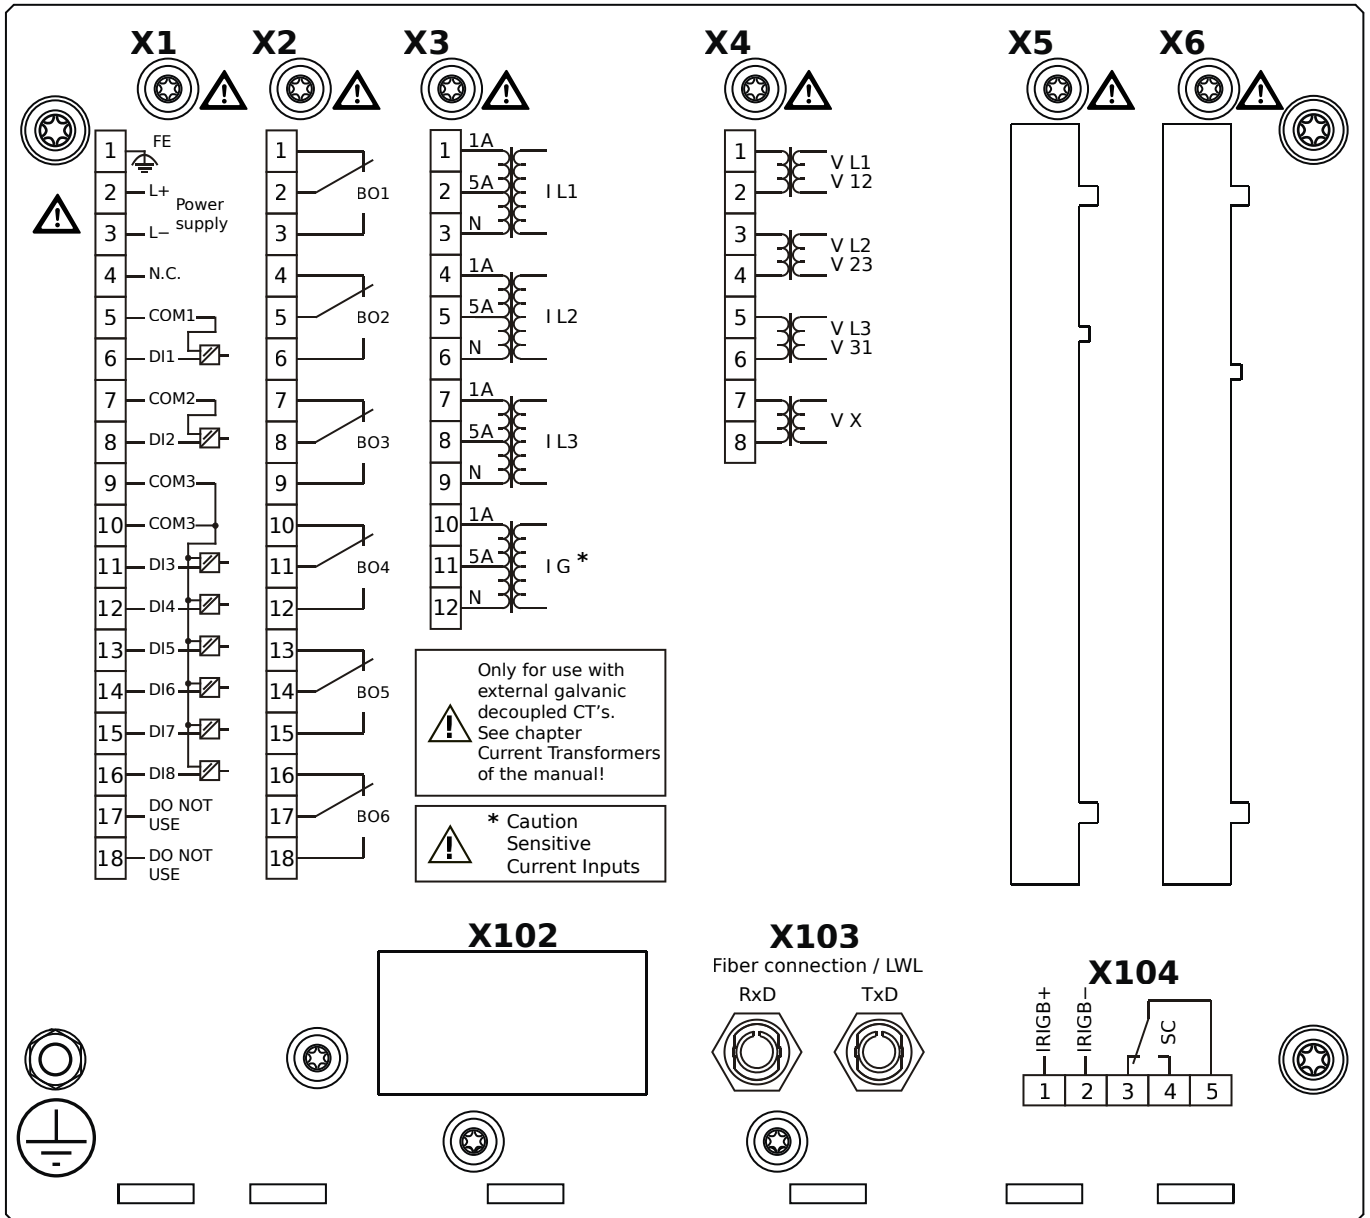 X1 X2 X3 X4 X5 X6
1 FE
2 L+
Power
supply
3 L−
4 N.C.
5 COM1
6 DI1
7 COM2
8 DI2
9 COM3
10 COM3
11 DI3
12 DI4
13 DI5
14 DI6
15 DI7
16 DI8
17 DO NOT
USE
18 DO NOT
USE
1
2 BO1
3
4
5 BO2
6
7
8 BO3
9
10
11 BO4
12
13
14 BO5
15
16
17 BO6
18
1 1A
2 5A I L1
3 N
4 1A
5 5A I L2
6 N
7 1A
8 5A I L3
9 N
10 1A
11 5A I G *
12 N
Only for use with
external galvanic
decoupled CT's.
See chapter
Current Transformers
of the manual!
* Caution
Sensitive
Current Inputs
1 V L1
2 V 12
3 V L2
4 V 23
5 V L3
6 V 31
7 V X
8
X102
X103
Fiber connection / LWL
RxD TxD
X104
IRIGB+ IRIGB− SC
1 2 3 4 5